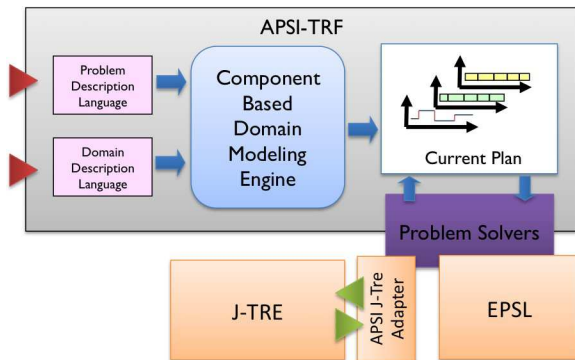 APSI-TRF
Problem
Description
Language
Domain
Description
Language
Component
Based
Domain
Modeling
Engine
Current Plan
Problem Solvers
J-TRE
APSI J-Tre
Adapter
EPSL